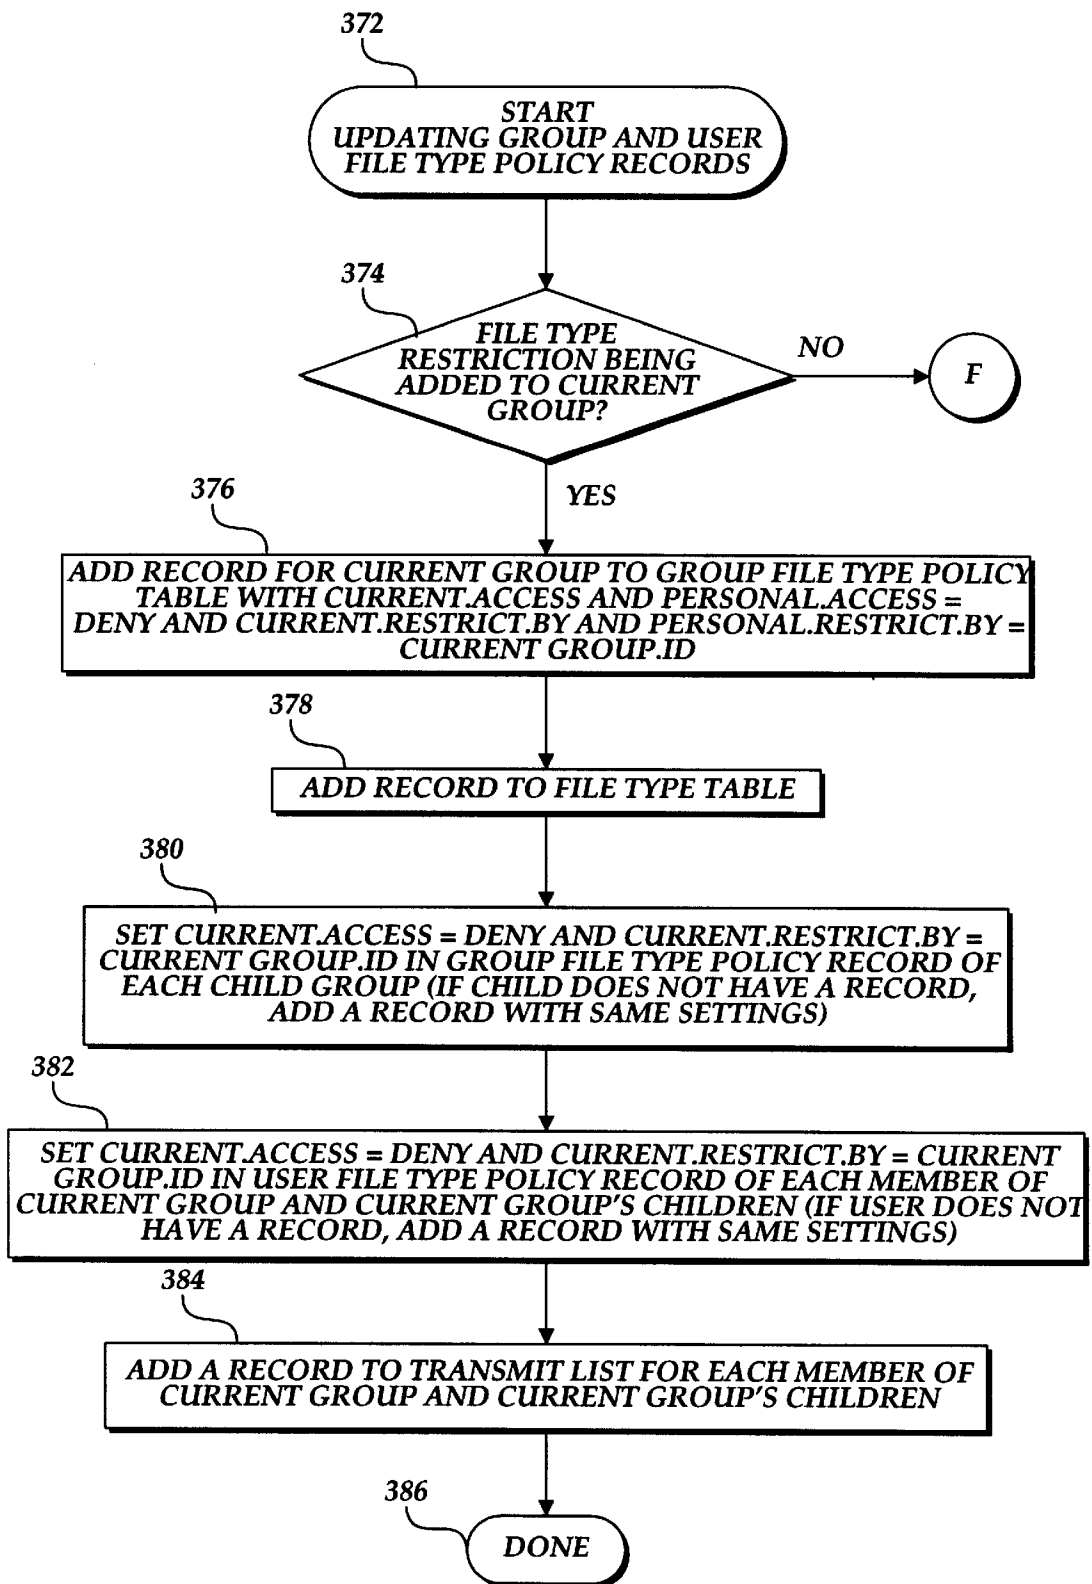 372
START
UPDATING GROUP AND USER
FILE TYPE POLICY RECORDS
374
FILE TYPE
RESTRICTION BEING
ADDED TO CURRENT
GROUP?
NO
F
YES
376
ADD RECORD FOR CURRENT GROUP TO GROUP FILE TYPE POLICY
TABLE WITH CURRENT.ACCESS AND PERSONAL.ACCESS =
DENY AND CURRENT.RESTRICT.BY AND PERSONAL.RESTRICT.BY =
CURRENT GROUP.ID
378
ADD RECORD TO FILE TYPE TABLE
380
SET CURRENT.ACCESS = DENY AND CURRENT.RESTRICT.BY =
CURRENT GROUP.ID IN GROUP FILE TYPE POLICY RECORD OF
EACH CHILD GROUP (IF CHILD DOES NOT HAVE A RECORD,
ADD A RECORD WITH SAME SETTINGS)
382
SET CURRENT.ACCESS = DENY AND CURRENT.RESTRICT.BY = CURRENT
GROUP.ID IN USER FILE TYPE POLICY RECORD OF EACH MEMBER OF
CURRENT GROUP AND CURRENT GROUP'S CHILDREN (IF USER DOES NOT
HAVE A RECORD, ADD A RECORD WITH SAME SETTINGS)
384
ADD A RECORD TO TRANSMIT LIST FOR EACH MEMBER OF
CURRENT GROUP AND CURRENT GROUP'S CHILDREN
386
DONE